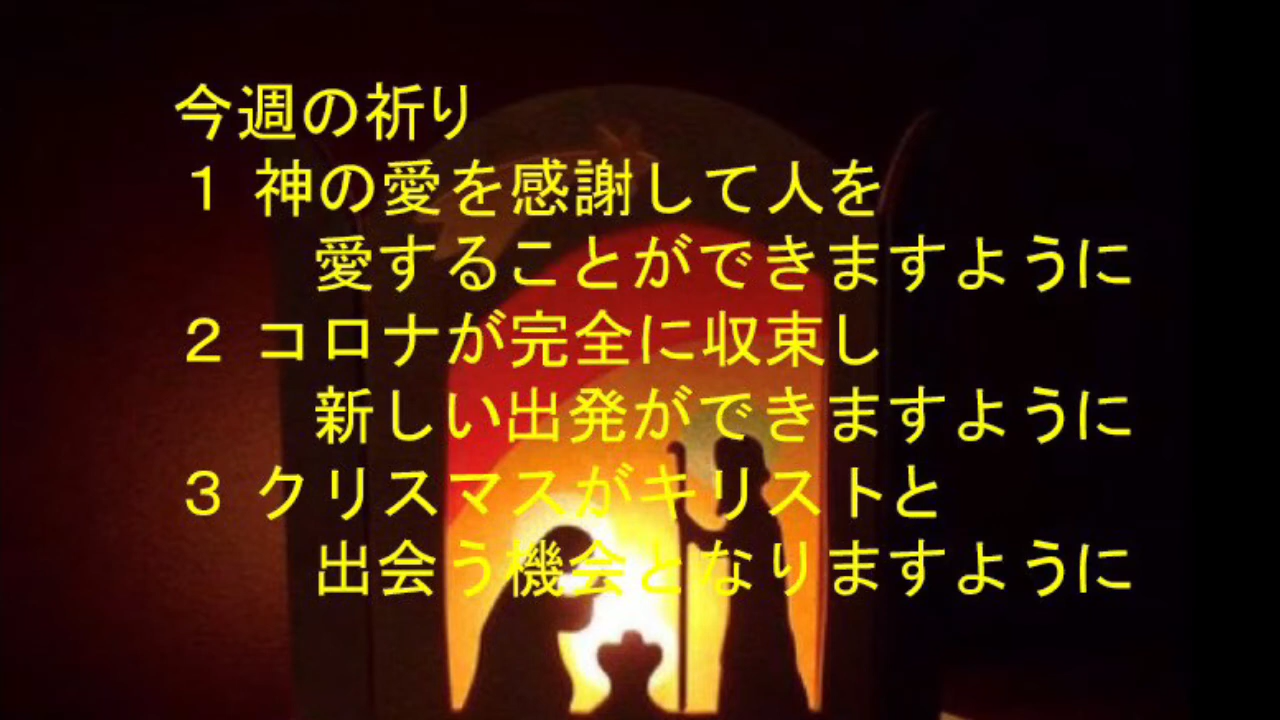 今週の祈り
１ 神の愛を感謝して人を
愛することができますように
２ コロナが完全に収束し
新しい出発ができますように
３ クリスマスがキリストと
出会う機会となりますように